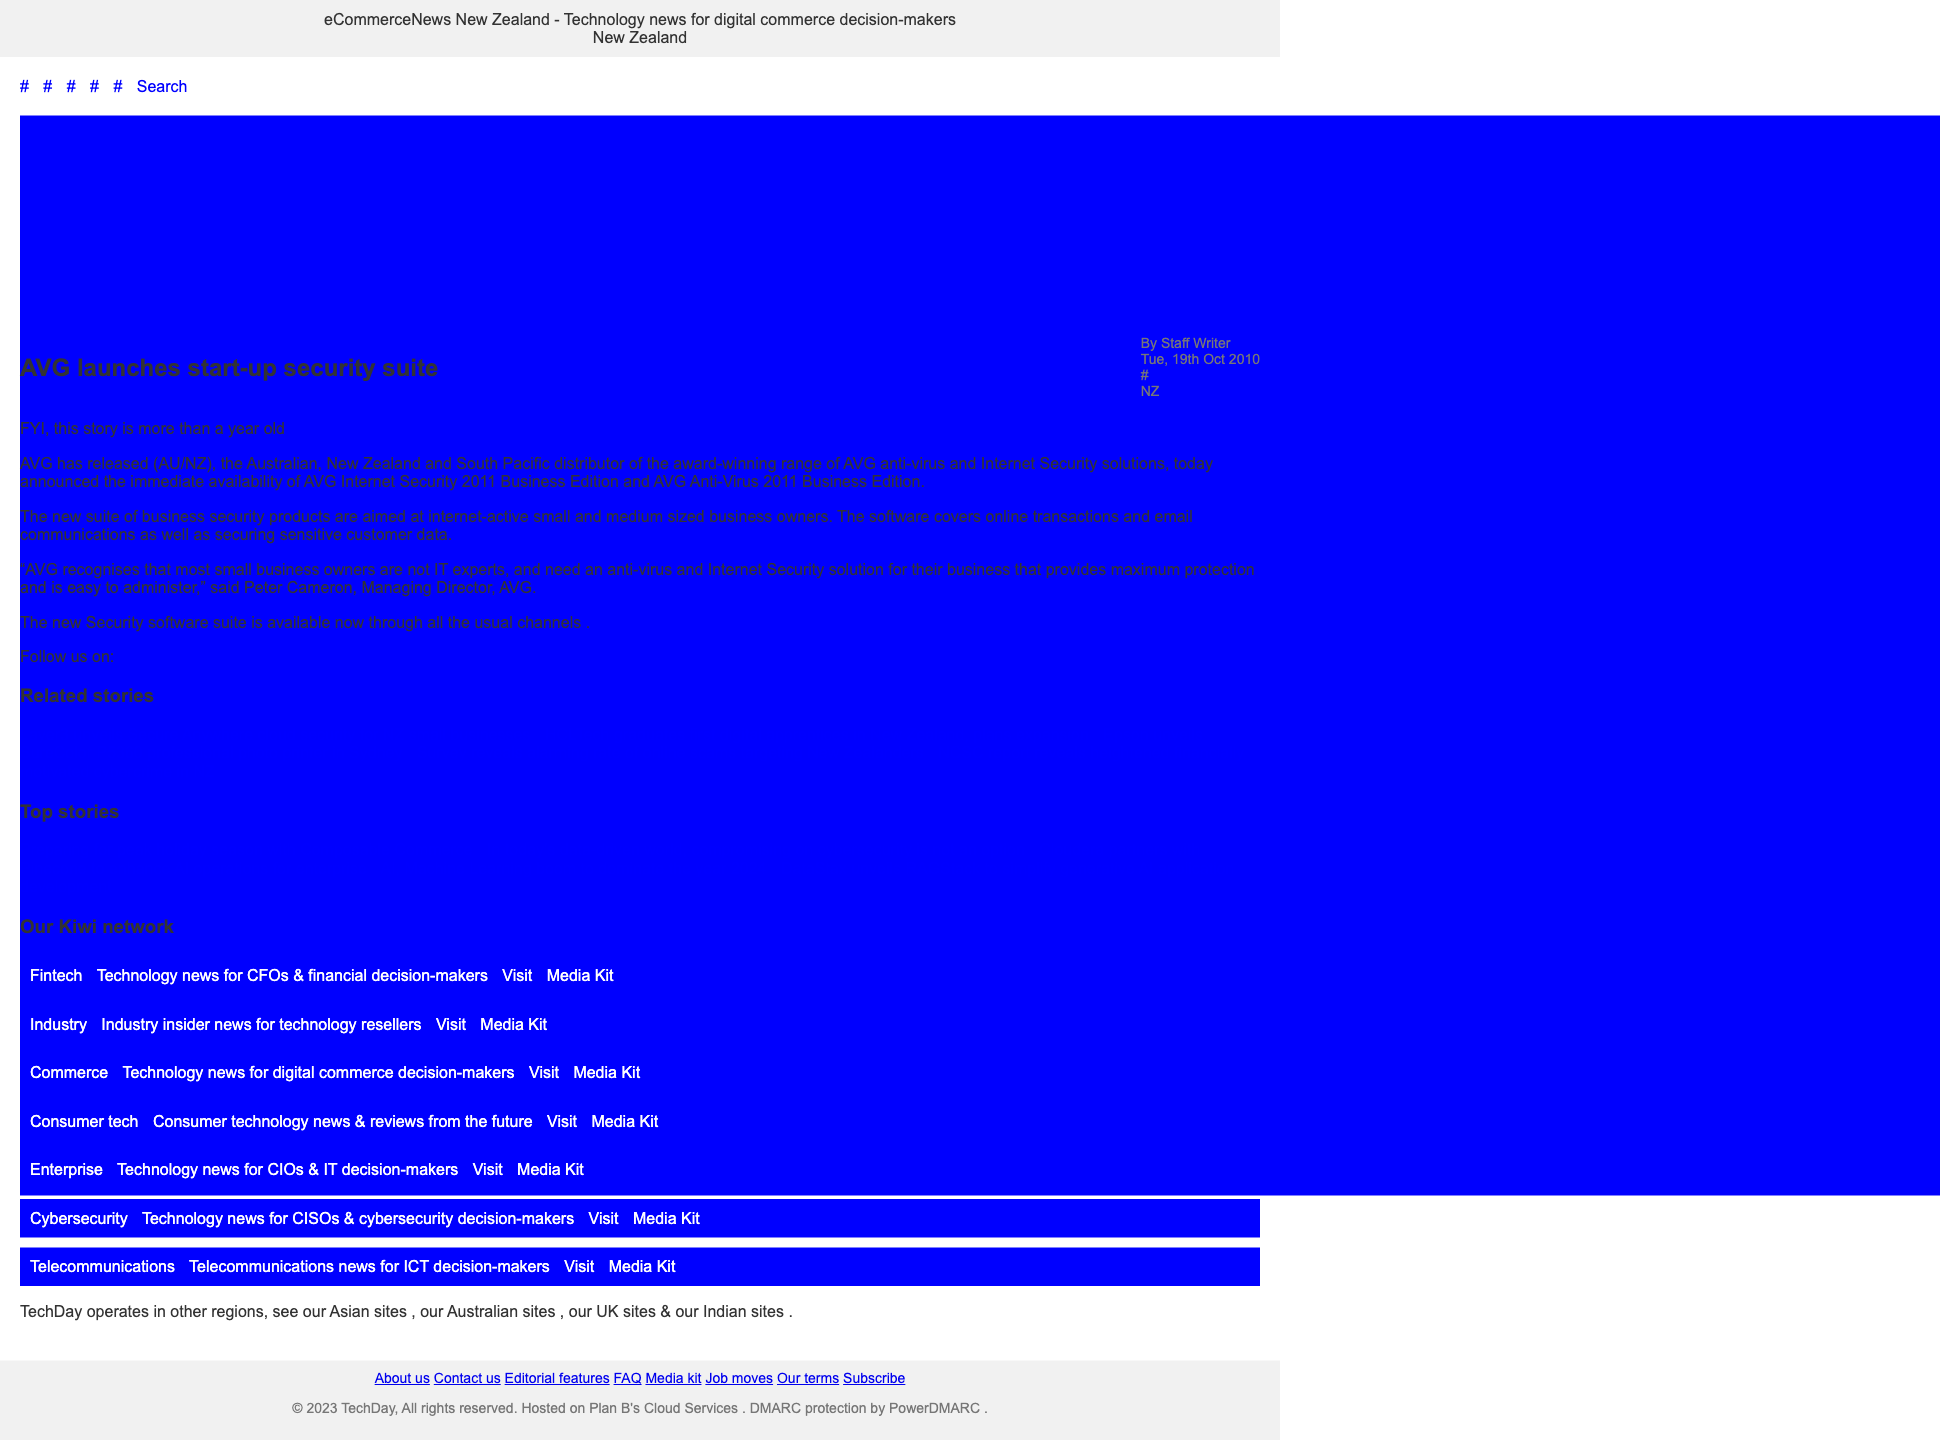 eCommerceNews New Zealand - Technology news for digital commerce decision-makers
New Zealand
# # # # # Search
AVG launches start-up security suite
By Staff Writer
Tue, 19th Oct 2010
#
NZ
FYI, this story is more than a year old
AVG has released (AU/NZ), the Australian, New Zealand and South Pacific distributor of the award-winning range of AVG anti-virus and Internet Security solutions, today
announced the immediate availability of AVG Internet Security 2011 Business Edition and AVG Anti-Virus 2011 Business Edition.
The new suite of business security products are aimed at internet-active small and medium sized business owners. The software covers online transactions and email
communications as well as securing sensitive customer data.
"AVG recognises that most small business owners are not IT experts, and need an anti-virus and Internet Security solution for their business that provides maximum protection
and is easy to administer," said Peter Cameron, Managing Director, AVG.
The new Security software suite is available now through all the usual channels .
Follow us on:
Related stories
Top stories
Our Kiwi network
Fintech Technology news for CFOs & financial decision-makers Visit Media Kit
Industry Industry insider news for technology resellers Visit Media Kit
Commerce Technology news for digital commerce decision-makers Visit Media Kit
Consumer tech Consumer technology news & reviews from the future Visit Media Kit
Enterprise Technology news for CIOs & IT decision-makers Visit Media Kit
Cybersecurity Technology news for CISOs & cybersecurity decision-makers Visit Media Kit
Telecommunications Telecommunications news for ICT decision-makers Visit Media Kit
TechDay operates in other regions, see our Asian sites , our Australian sites , our UK sites & our Indian sites .
About us Contact us Editorial features FAQ Media kit Job moves Our terms Subscribe
© 2023 TechDay, All rights reserved. Hosted on Plan B's Cloud Services . DMARC protection by PowerDMARC .